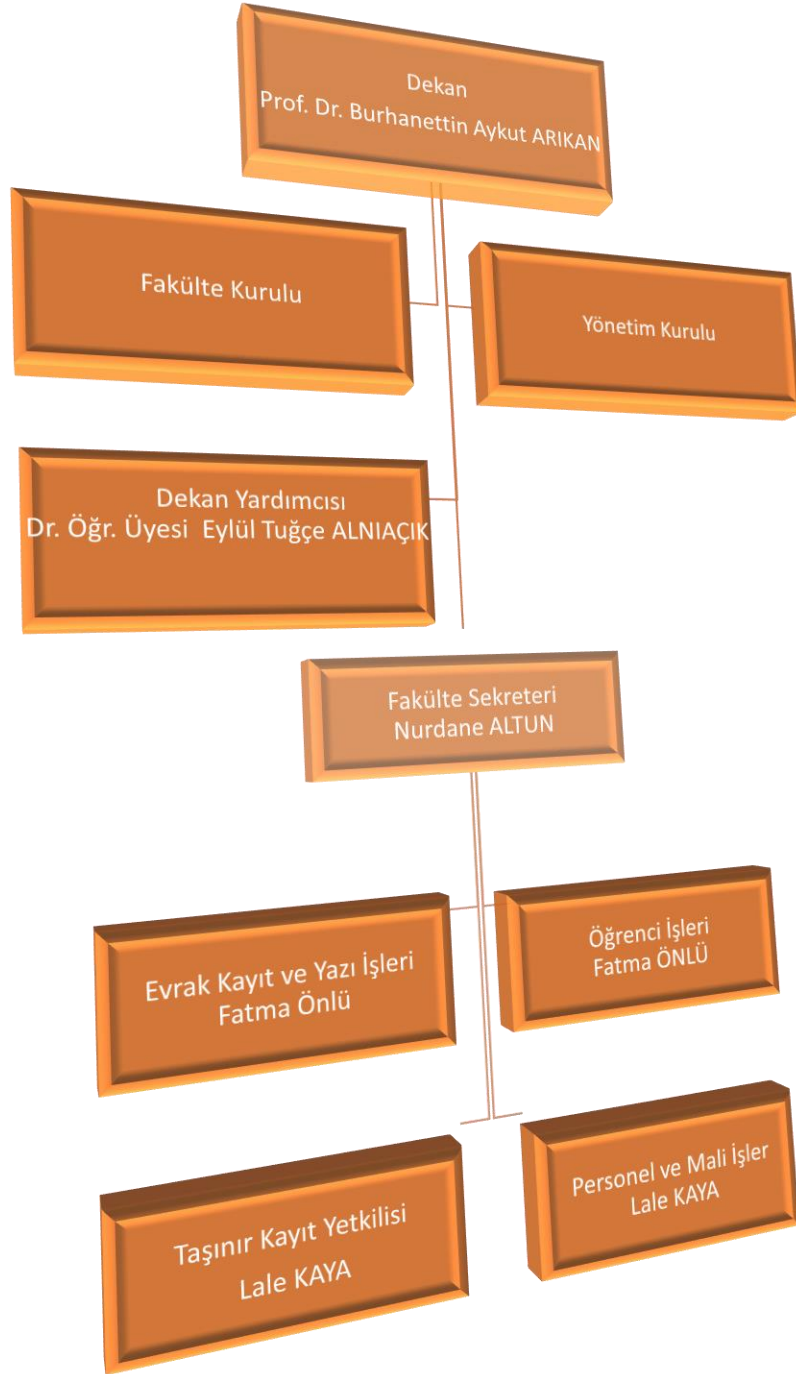 Dekan
Prof. Dr. Burhanettin Aykut ARIKAN
Fakülte Kurulu
Yönetim Kurulu
Dekan Yardımcısı
Dr. Öğr. Üyesi  Eylül Tuğçe ALNIAÇIK
Fakülte Sekreteri
Nurdane ALTUN
Evrak Kayıt ve Yazı İşleri
Fatma Önlü
Öğrenci İşleri
Fatma ÖNLÜ
Taşınır Kayıt Yetkilisi
Lale KAYA
Personel ve Mali İşler
Lale KAYA